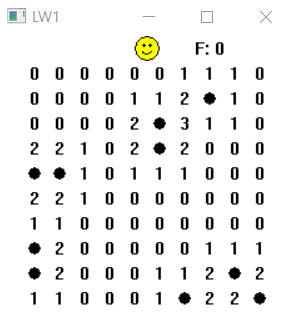 LW1
F: 0
0 0 0 0 0 0 1 1 1 0
0 0 0 0 1 1 2 ● 1 0
0 0 0 0 2 ● 3 1 1 0
2 2 1 0 2 ● 2 0 0 0
● ● 1 0 1 1 1 0 0 0
2 2 1 0 0 0 0 0 0 0
1 1 0 0 0 0 0 0 0 0
● 2 0 0 0 0 0 1 1 1
● 2 0 0 0 1 1 2 ● 2
1 1 0 0 0 1 ● 2 2 ●